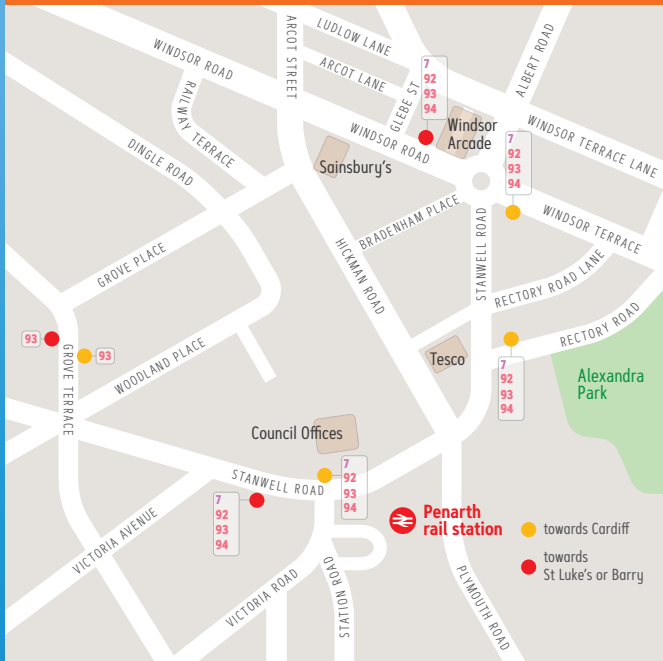 LUDLOW LANE
ARCOT STREET
ALBERT ROAD
WINDSOR ROAD
ARCOT LANE
7
92
93
94
GLEBE ST
RAILWAY TERRACE
WINDSOR ROAD
Windsor
Arcade
WINDSOR TERRACE LANE
DINGLE ROAD
Sainsbury's
7
92
93
94
BRADENHAM PLACE
STANWELL ROAD
WINDSOR TERRACE
GROVE PLACE
HICKMAN ROAD
RECTORY ROAD LANE
RECTORY ROAD
93
93
GROVE TERRACE
WOODLAND PLACE
Tesco
7
92
93
94
Alexandra
Park
Council Offices
STANWELL ROAD
7
92
93
94
7
92
93
94
Penarth
rail station
towards Cardiff
towards
St Luke's or Barry
VICTORIA AVENUE
VICTORIA ROAD
STATION ROAD
PLYMOUTH ROAD